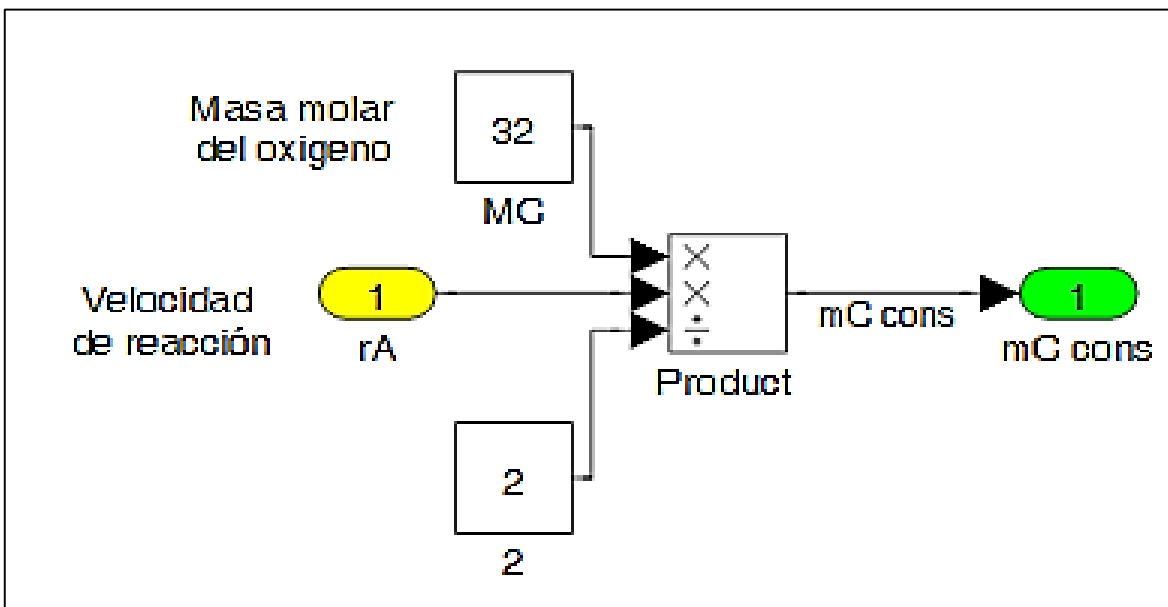 Masa molar
del oxigeno
32
MC
Velocidad
de reacción
1
rA
×
×
÷
Product
mC cons
1
mC cons
2
2